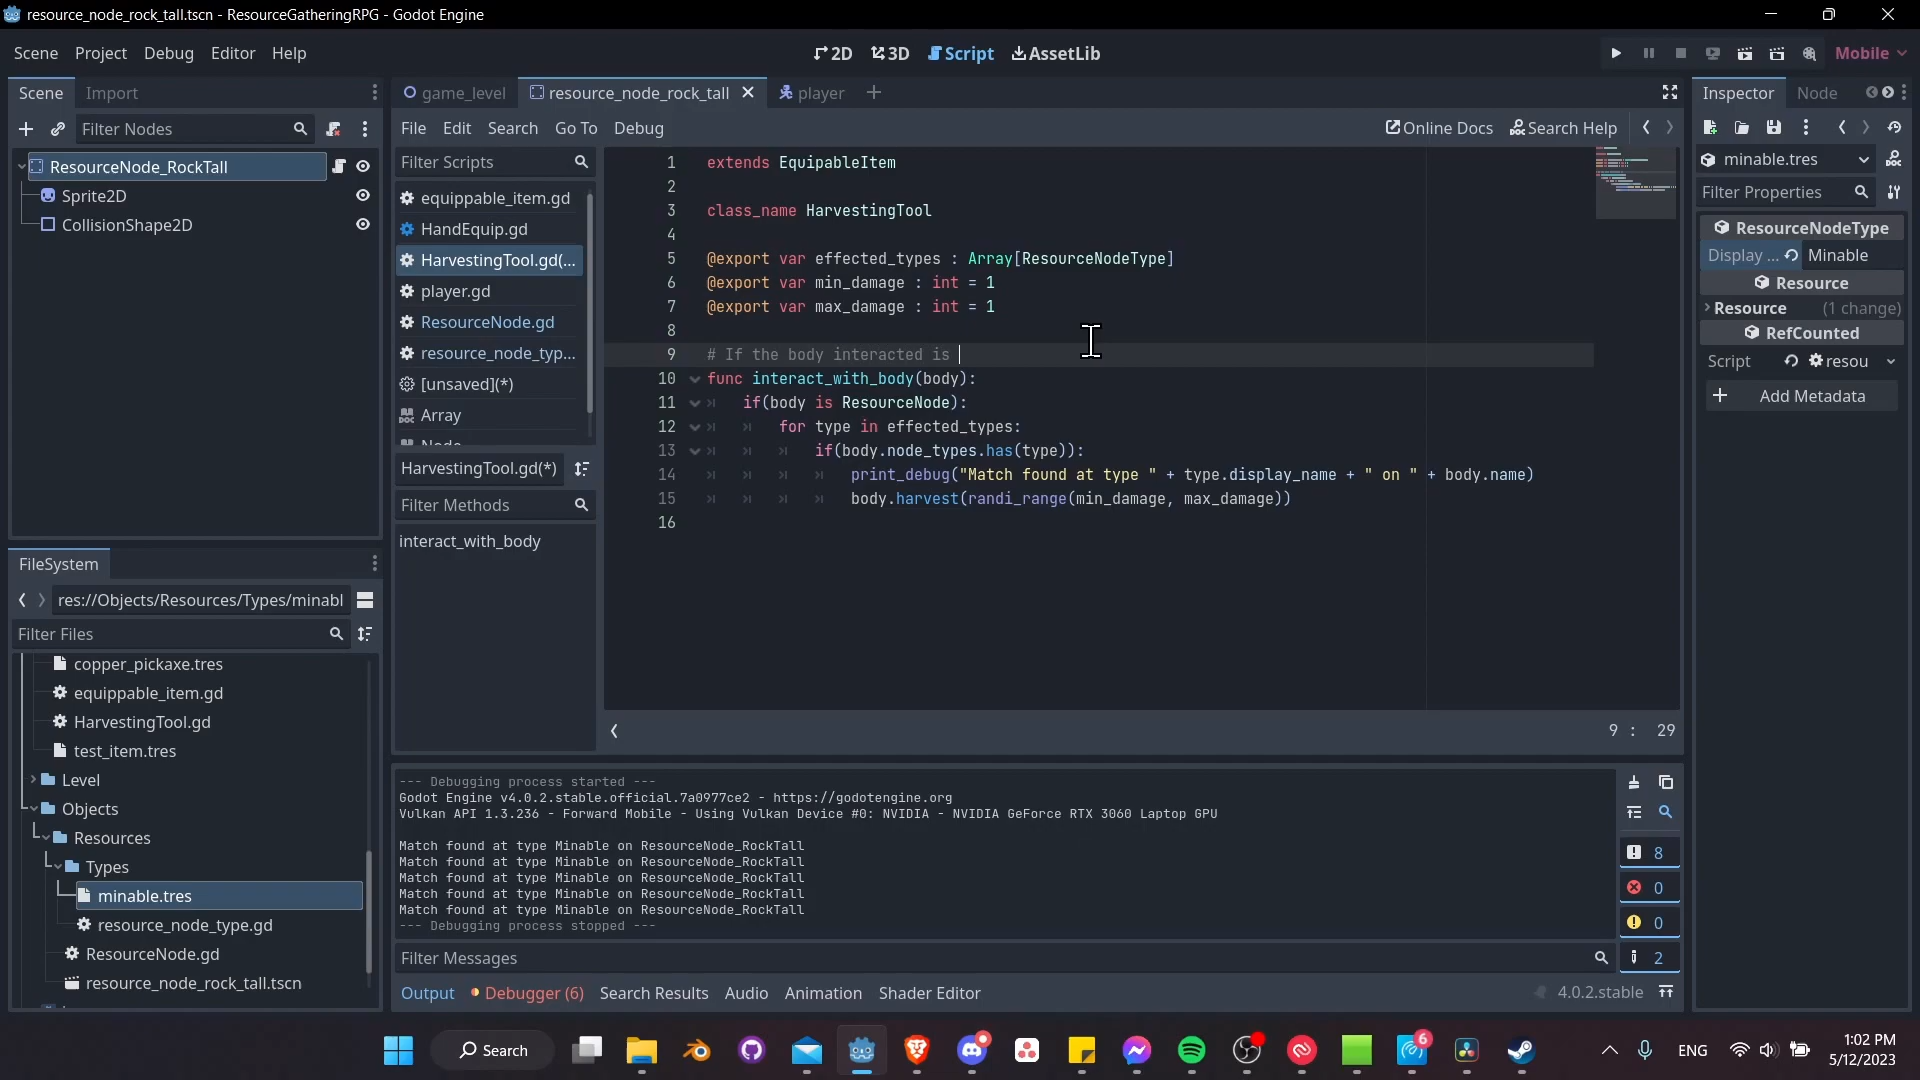 resource_node_rock_tall.tscn - ResourceGatheringRPG - Godot Engine
Scene Project Debug Editor Help
2D 3D Script AssetLib
Mobile
Scene Import
Filter Nodes
ResourceNode_RockTall
Sprite2D
CollisionShape2D
game_level resource_node_rock_tall player
File Edit Search Go To Debug
Online Docs Search Help
Filter Scripts
equippable_item.gd
HandEquip.gd
HarvestingTool.gd(...
player.gd
ResourceNode.gd
resource_node_typ...
[unsaved](*)
Array
HarvestingTool.gd(*)
Filter Methods
interact_with_body
1 extends EquipableItem
2
3 class_name HarvestingTool
4
5 @export var effected_types : Array[ResourceNodeType]
6 @export var min_damage : int = 1
7 @export var max_damage : int = 1
8
9 # If the body interacted is
10 func interact_with_body(body):
11 if(body is ResourceNode):
12 for type in effected_types:
13 if(body.node_types.has(type)):
14 print_debug("Match found at type " + type.display_name + " on " + body.name)
15 body.harvest(randi_range(min_damage, max_damage))
16
9 : 29
Inspector Node
minable.tres
Filter Properties
ResourceNodeType
Display ... Minable
Resource
Resource (1 change)
RefCounted
Script resou
Add Metadata
FileSystem
res://Objects/Resources/Types/minabl
Filter Files
copper_pickaxe.tres
equippable_item.gd
HarvestingTool.gd
test_item.tres
Level
Objects
Resources
Types
minable.tres
resource_node_type.gd
ResourceNode.gd
resource_node_rock_tall.tscn
--- Debugging process started ---
Godot Engine v4.0.2.stable.official.7a0977ce2 - https://godotengine.org
Vulkan API 1.3.236 - Forward Mobile - Using Vulkan Device #0: NVIDIA - NVIDIA GeForce RTX 3060 Laptop GPU
Match found at type Minable on ResourceNode_RockTall
Match found at type Minable on ResourceNode_RockTall
Match found at type Minable on ResourceNode_RockTall
Match found at type Minable on ResourceNode_RockTall
Match found at type Minable on ResourceNode_RockTall
--- Debugging process stopped ---
8
0
0
2
Filter Messages
Output Debugger (6) Search Results Audio Animation Shader Editor
4.0.2.stable
Search
6
ENG
1:02 PM
5/12/2023